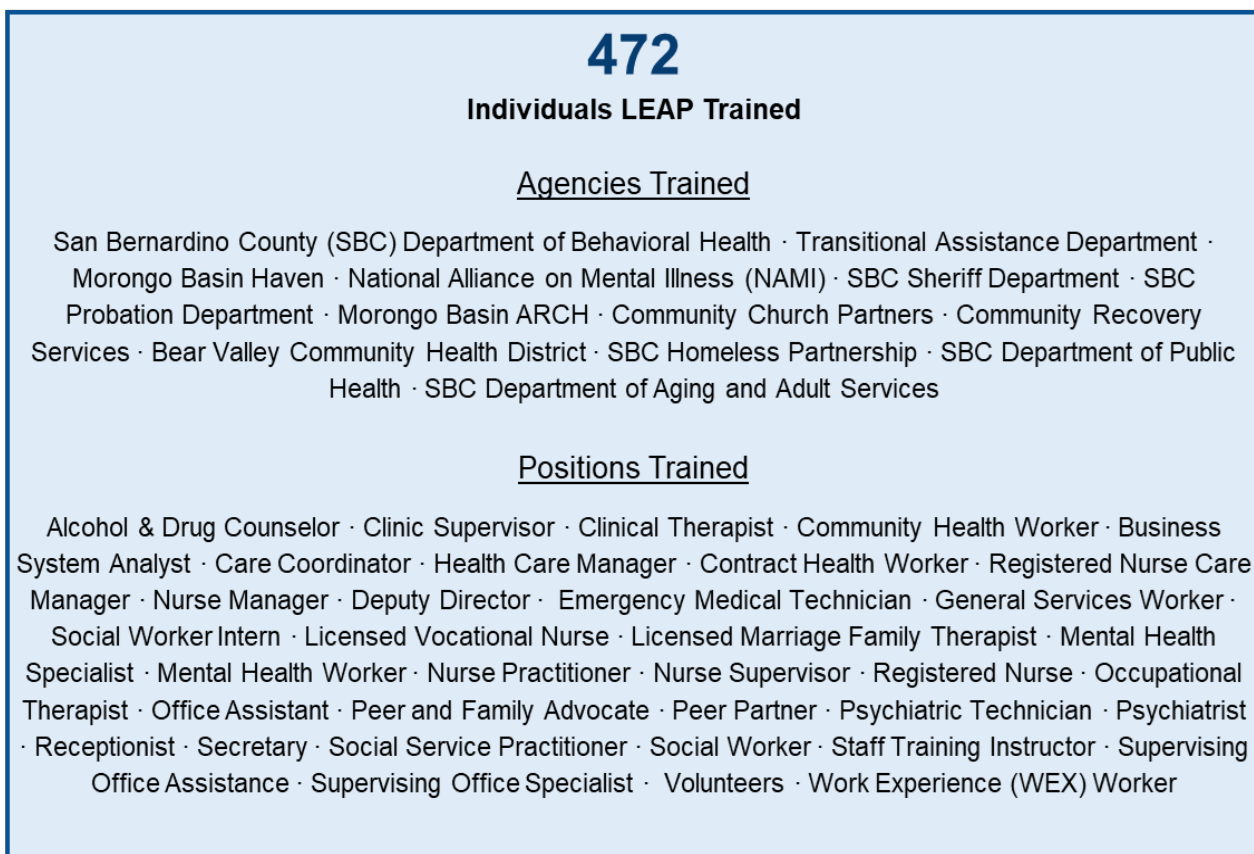 472
Individuals LEAP Trained
Agencies Trained
San Bernardino County (SBC) Department of Behavioral Health · Transitional Assistance Department ·
Morongo Basin Haven · National Alliance on Mental Illness (NAMI) · SBC Sheriff Department · SBC
Probation Department · Morongo Basin ARCH · Community Church Partners · Community Recovery
Services · Bear Valley Community Health District · SBC Homeless Partnership · SBC Department of Public
Health · SBC Department of Aging and Adult Services
Positions Trained
Alcohol & Drug Counselor · Clinic Supervisor · Clinical Therapist · Community Health Worker · Business
System Analyst · Care Coordinator · Health Care Manager · Contract Health Worker · Registered Nurse Care
Manager · Nurse Manager · Deputy Director · Emergency Medical Technician · General Services Worker ·
Social Worker Intern · Licensed Vocational Nurse · Licensed Marriage Family Therapist · Mental Health
Specialist · Mental Health Worker · Nurse Practitioner · Nurse Supervisor · Registered Nurse · Occupational
Therapist · Office Assistant · Peer and Family Advocate · Peer Partner · Psychiatric Technician · Psychiatrist
· Receptionist · Secretary · Social Service Practitioner · Social Worker · Staff Training Instructor · Supervising
Office Assistance · Supervising Office Specialist · Volunteers · Work Experience (WEX) Worker